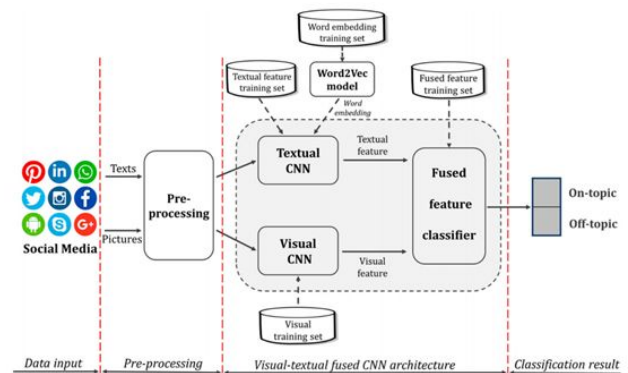 Word embedding
training set
Textual feature
training set
Word2Vec
model
Fused feature
training set
Word
embedding
Texts
Pictures
Social Media
Pre-
processing
Textual
CNN
Textual
feature
Visual
CNN
Visual
feature
Fused
feature
classifier
On-topic
Off-topic
Visual
training set
Data input
Pre-processing
Visual-textual fused CNN architecture
Classification result